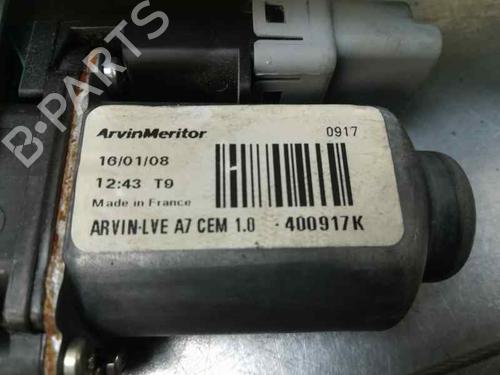 B-PARTS
ArvinMeritor 0917
16/01/08
12:43 T9
Made in France
ARVIN-LVE A7 CEM 1.0 - 400917K